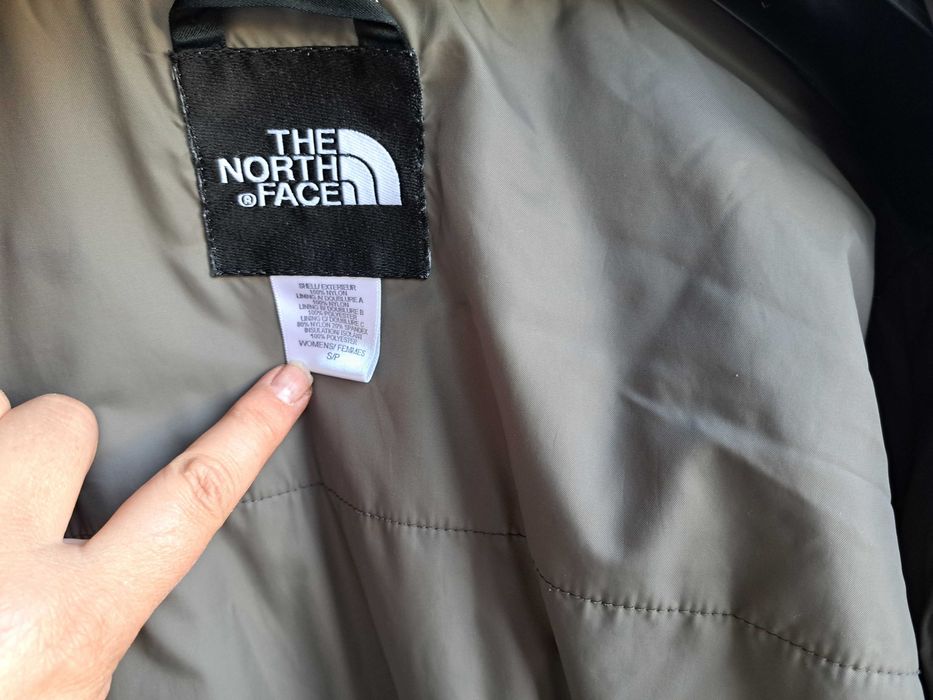 THE
NORTH
® FACE
SHELL/ EXTERIEUR
100% NYLON
LINING A/ DOUBLURE A
100% NYLON
LINING B/ DOUBLURE B
100% POLYESTER
LINING C/ DOUBLURE C
80% NYLON 20% SPANDEX
INSULATION/ ISOLANT
100% POLYESTER
WOMENS/ FEMMES
S/P